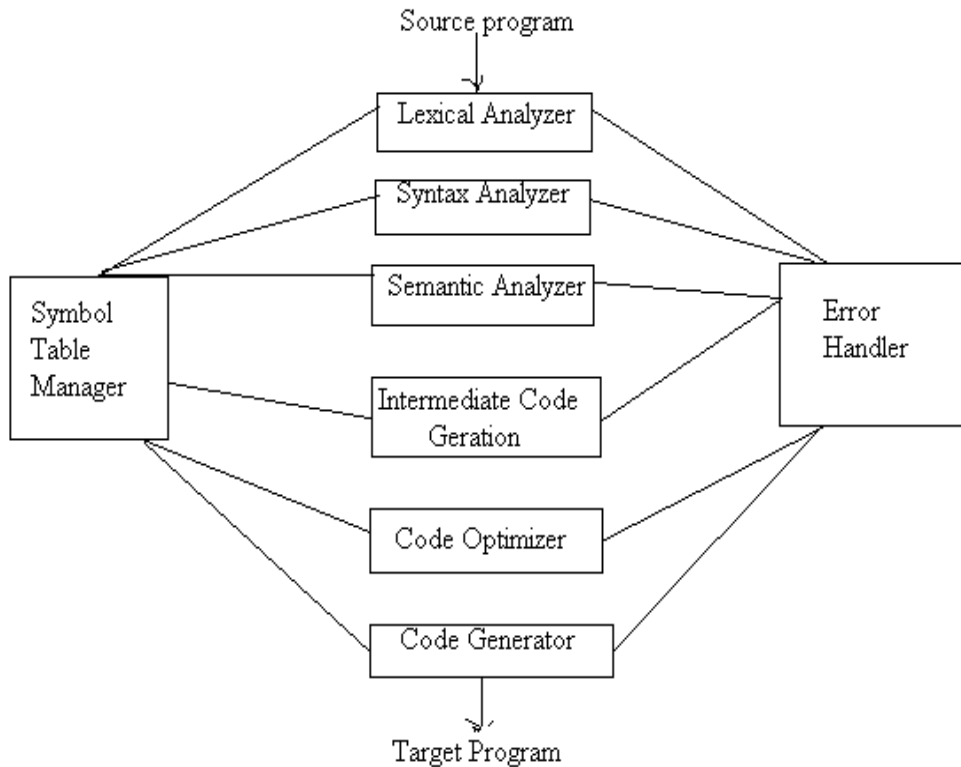 Source program
Lexical Analyzer
Syntax Analyzer
Semantic Analyzer
Symbol
Table
Manager
Error
Handler
Intermediate Code
Geration
Code Optimizer
Code Generator
Target Program